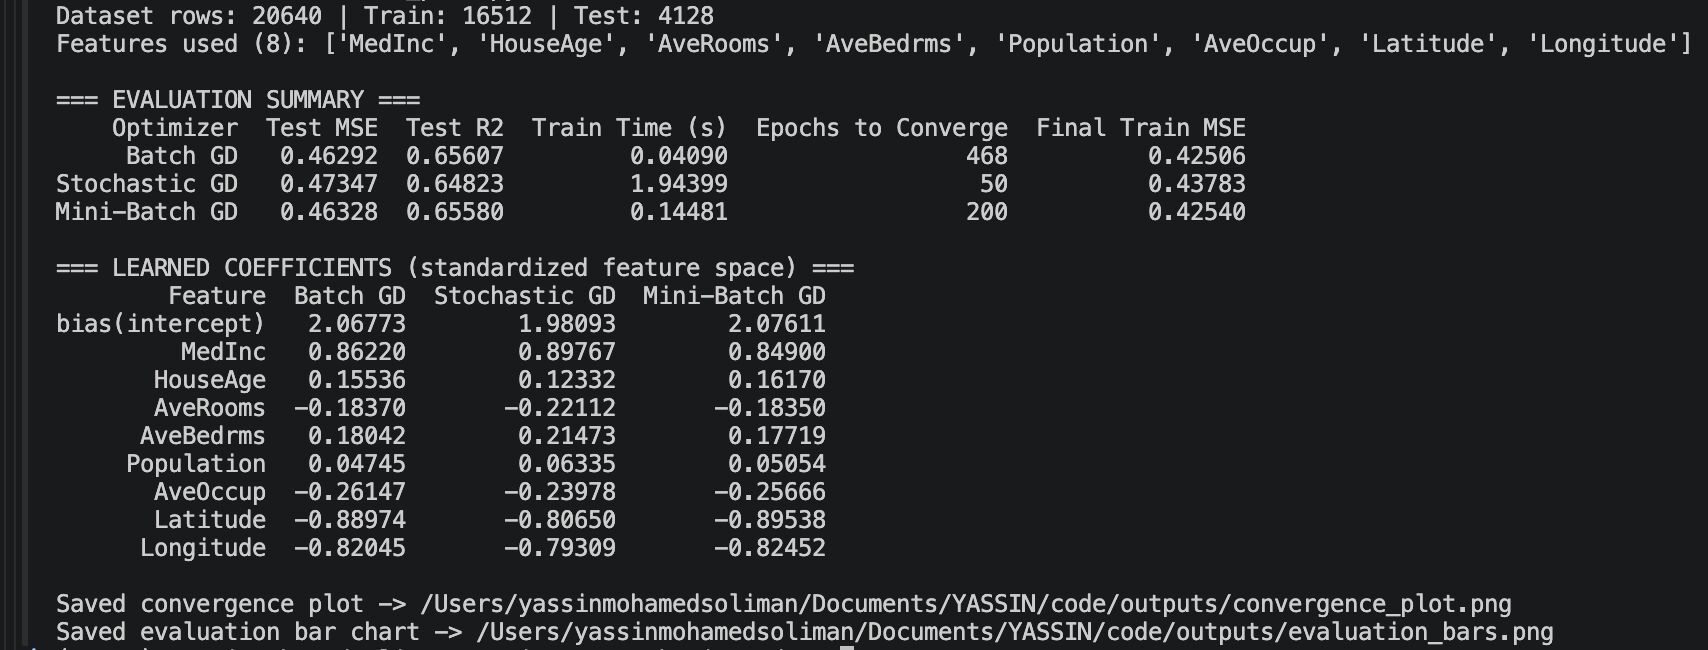 Dataset rows: 20640 | Train: 16512 | Test: 4128
Features used (8): ['MedInc', 'HouseAge', 'AveRooms', 'AveBedrms', 'Population', 'AveOccup', 'Latitude', 'Longitude']
=== EVALUATION SUMMARY ===
Optimizer Test MSE Test R2 Train Time (s) Epochs to Converge Final Train MSE
Batch GD 0.46292 0.65607 0.04090 468 0.42506
Stochastic GD 0.47347 0.64823 1.94399 50 0.43783
Mini-Batch GD 0.46328 0.65580 0.14481 200 0.42540
=== LEARNED COEFFICIENTS (standardized feature space) ===
Feature Batch GD Stochastic GD Mini-Batch GD
bias(intercept) 2.06773 1.98093 2.07611
MedInc 0.86220 0.89767 0.84900
HouseAge 0.15536 0.12332 0.16170
AveRooms -0.18370 -0.22112 -0.18350
AveBedrms 0.18042 0.21473 0.17719
Population 0.04745 0.06335 0.05054
AveOccup -0.26147 -0.23978 -0.25666
Latitude -0.88974 -0.80650 -0.89538
Longitude -0.82045 -0.79309 -0.82452
Saved convergence plot -> /Users/yassinmohamedsoliman/Documents/YASSIN/code/outputs/convergence_plot.png
Saved evaluation bar chart -> /Users/yassinmohamedsoliman/Documents/YASSIN/code/outputs/evaluation_bars.png